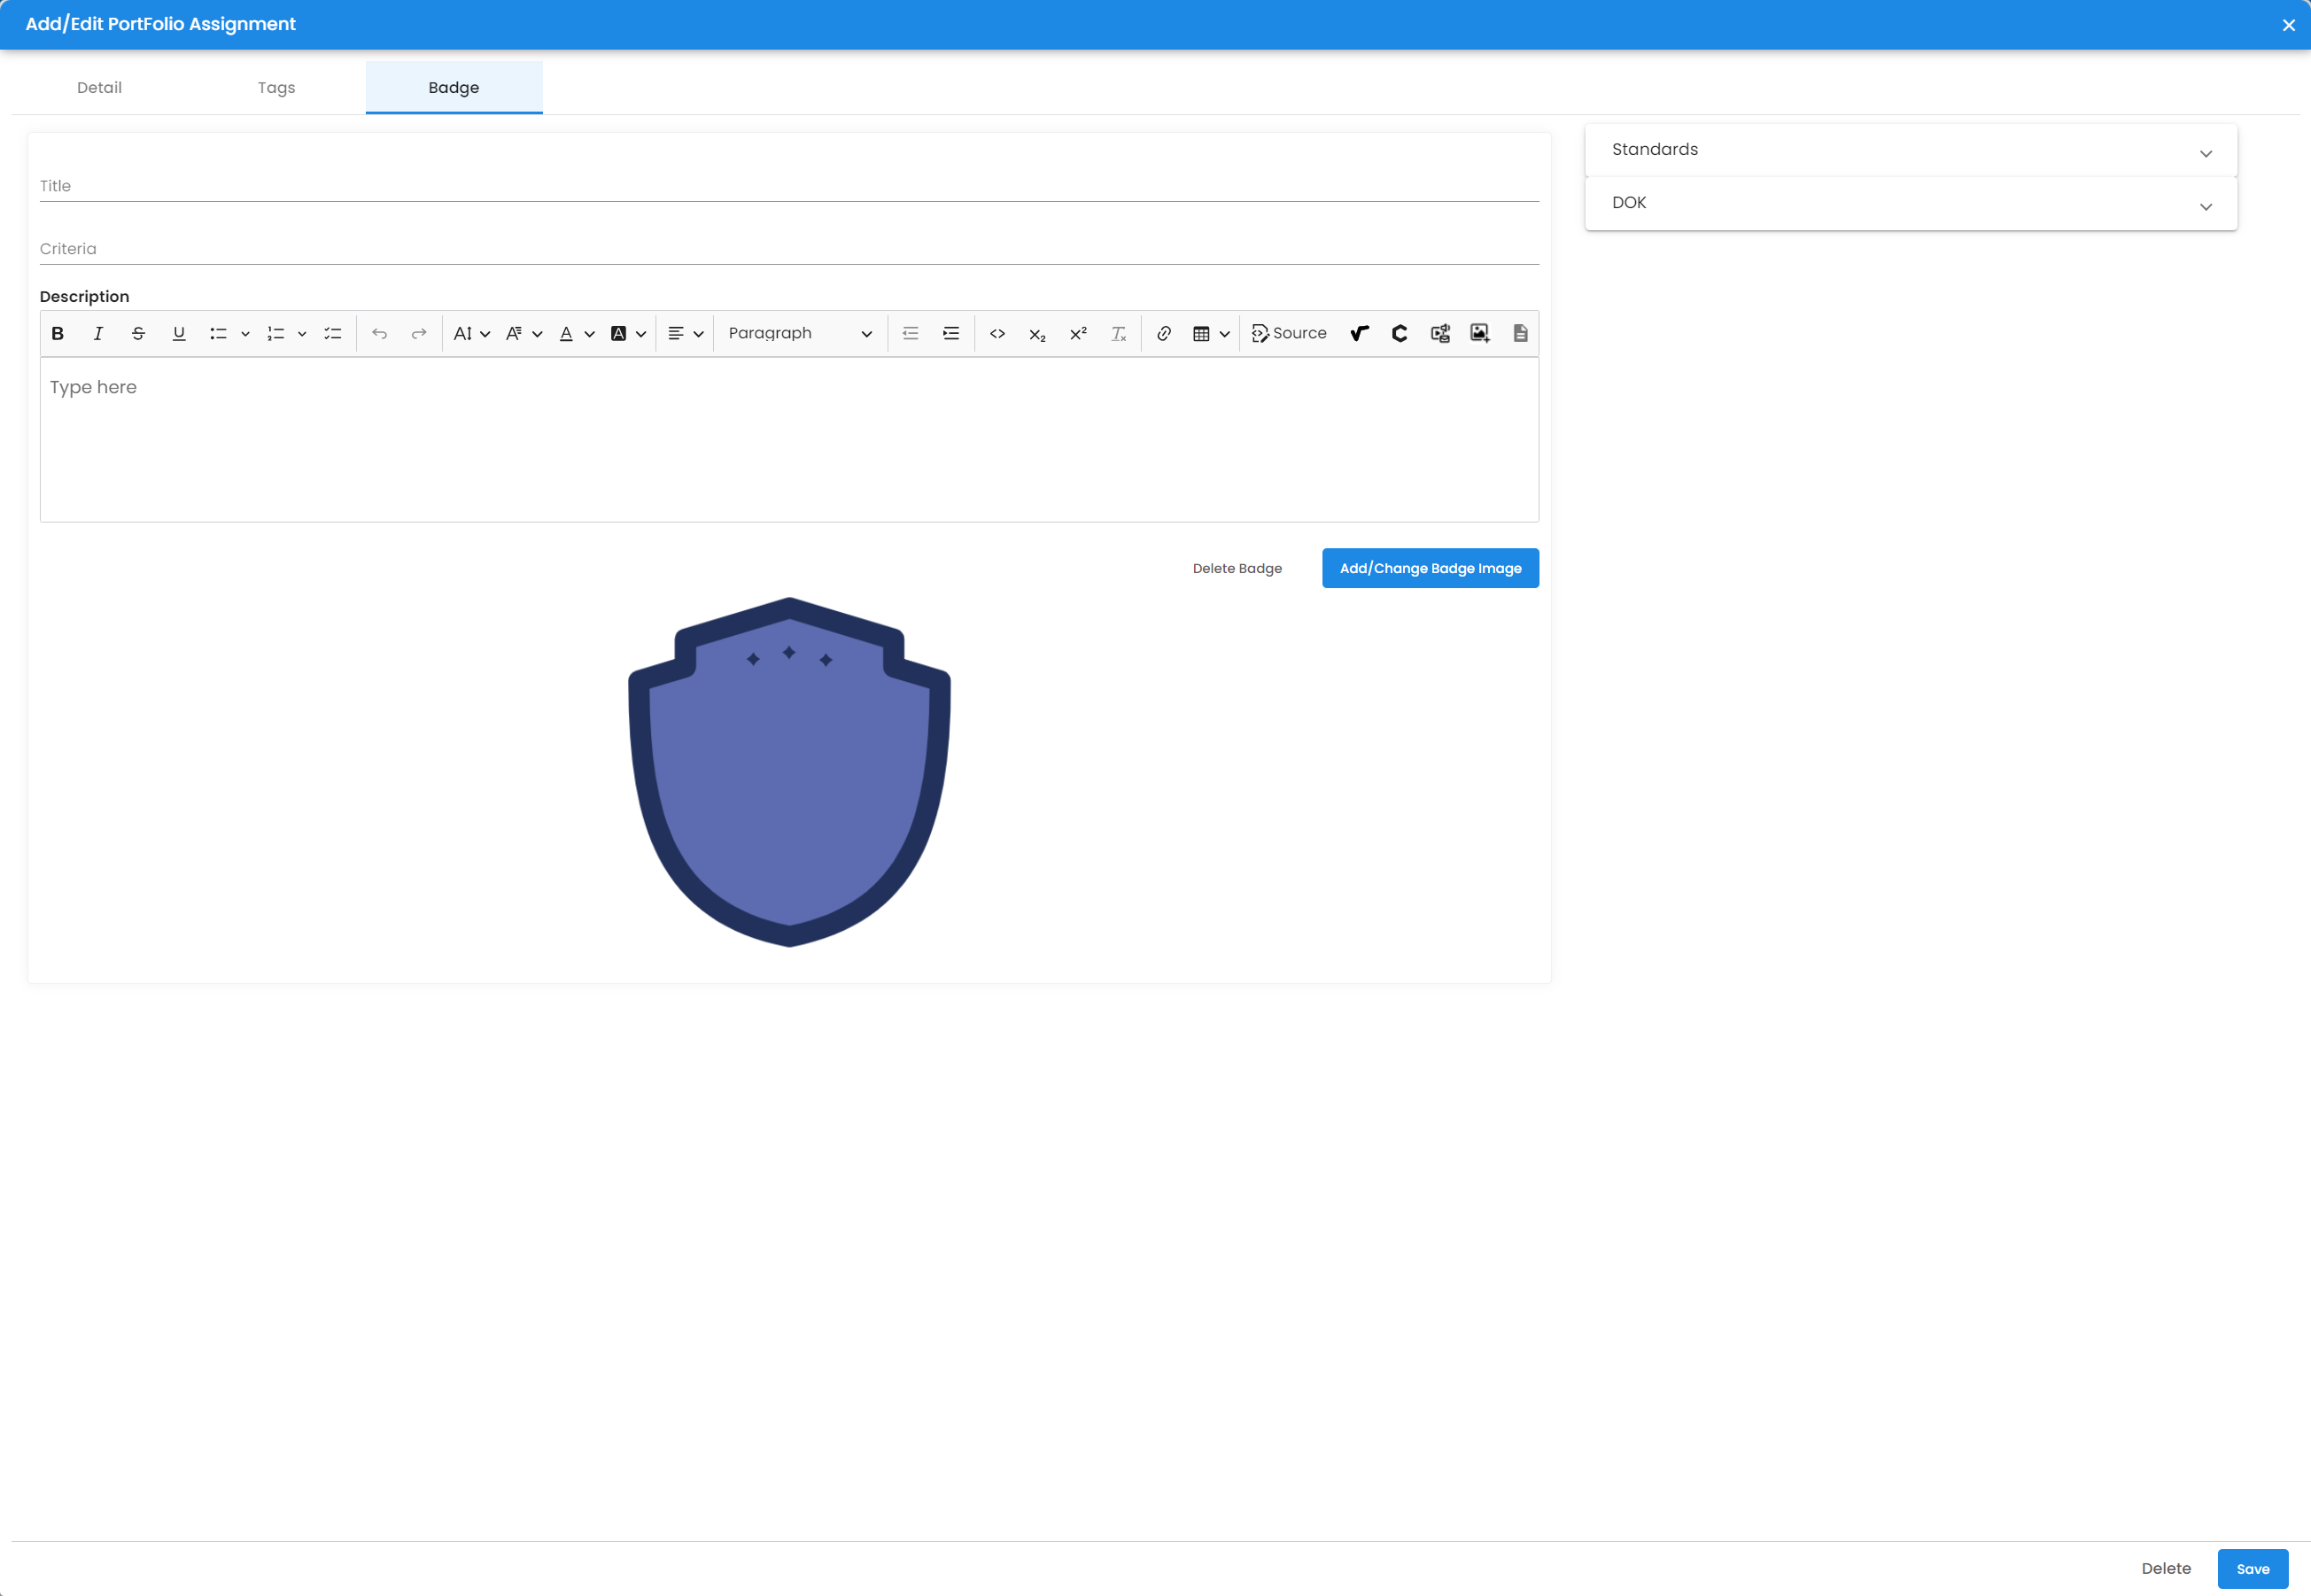 Add/Edit PortFolio Assignment
Detail Tags Badge
Title
Criteria
Description
Paragraph Source
Type here
Delete Badge Add/Change Badge Image
Standards
DOK
Delete Save